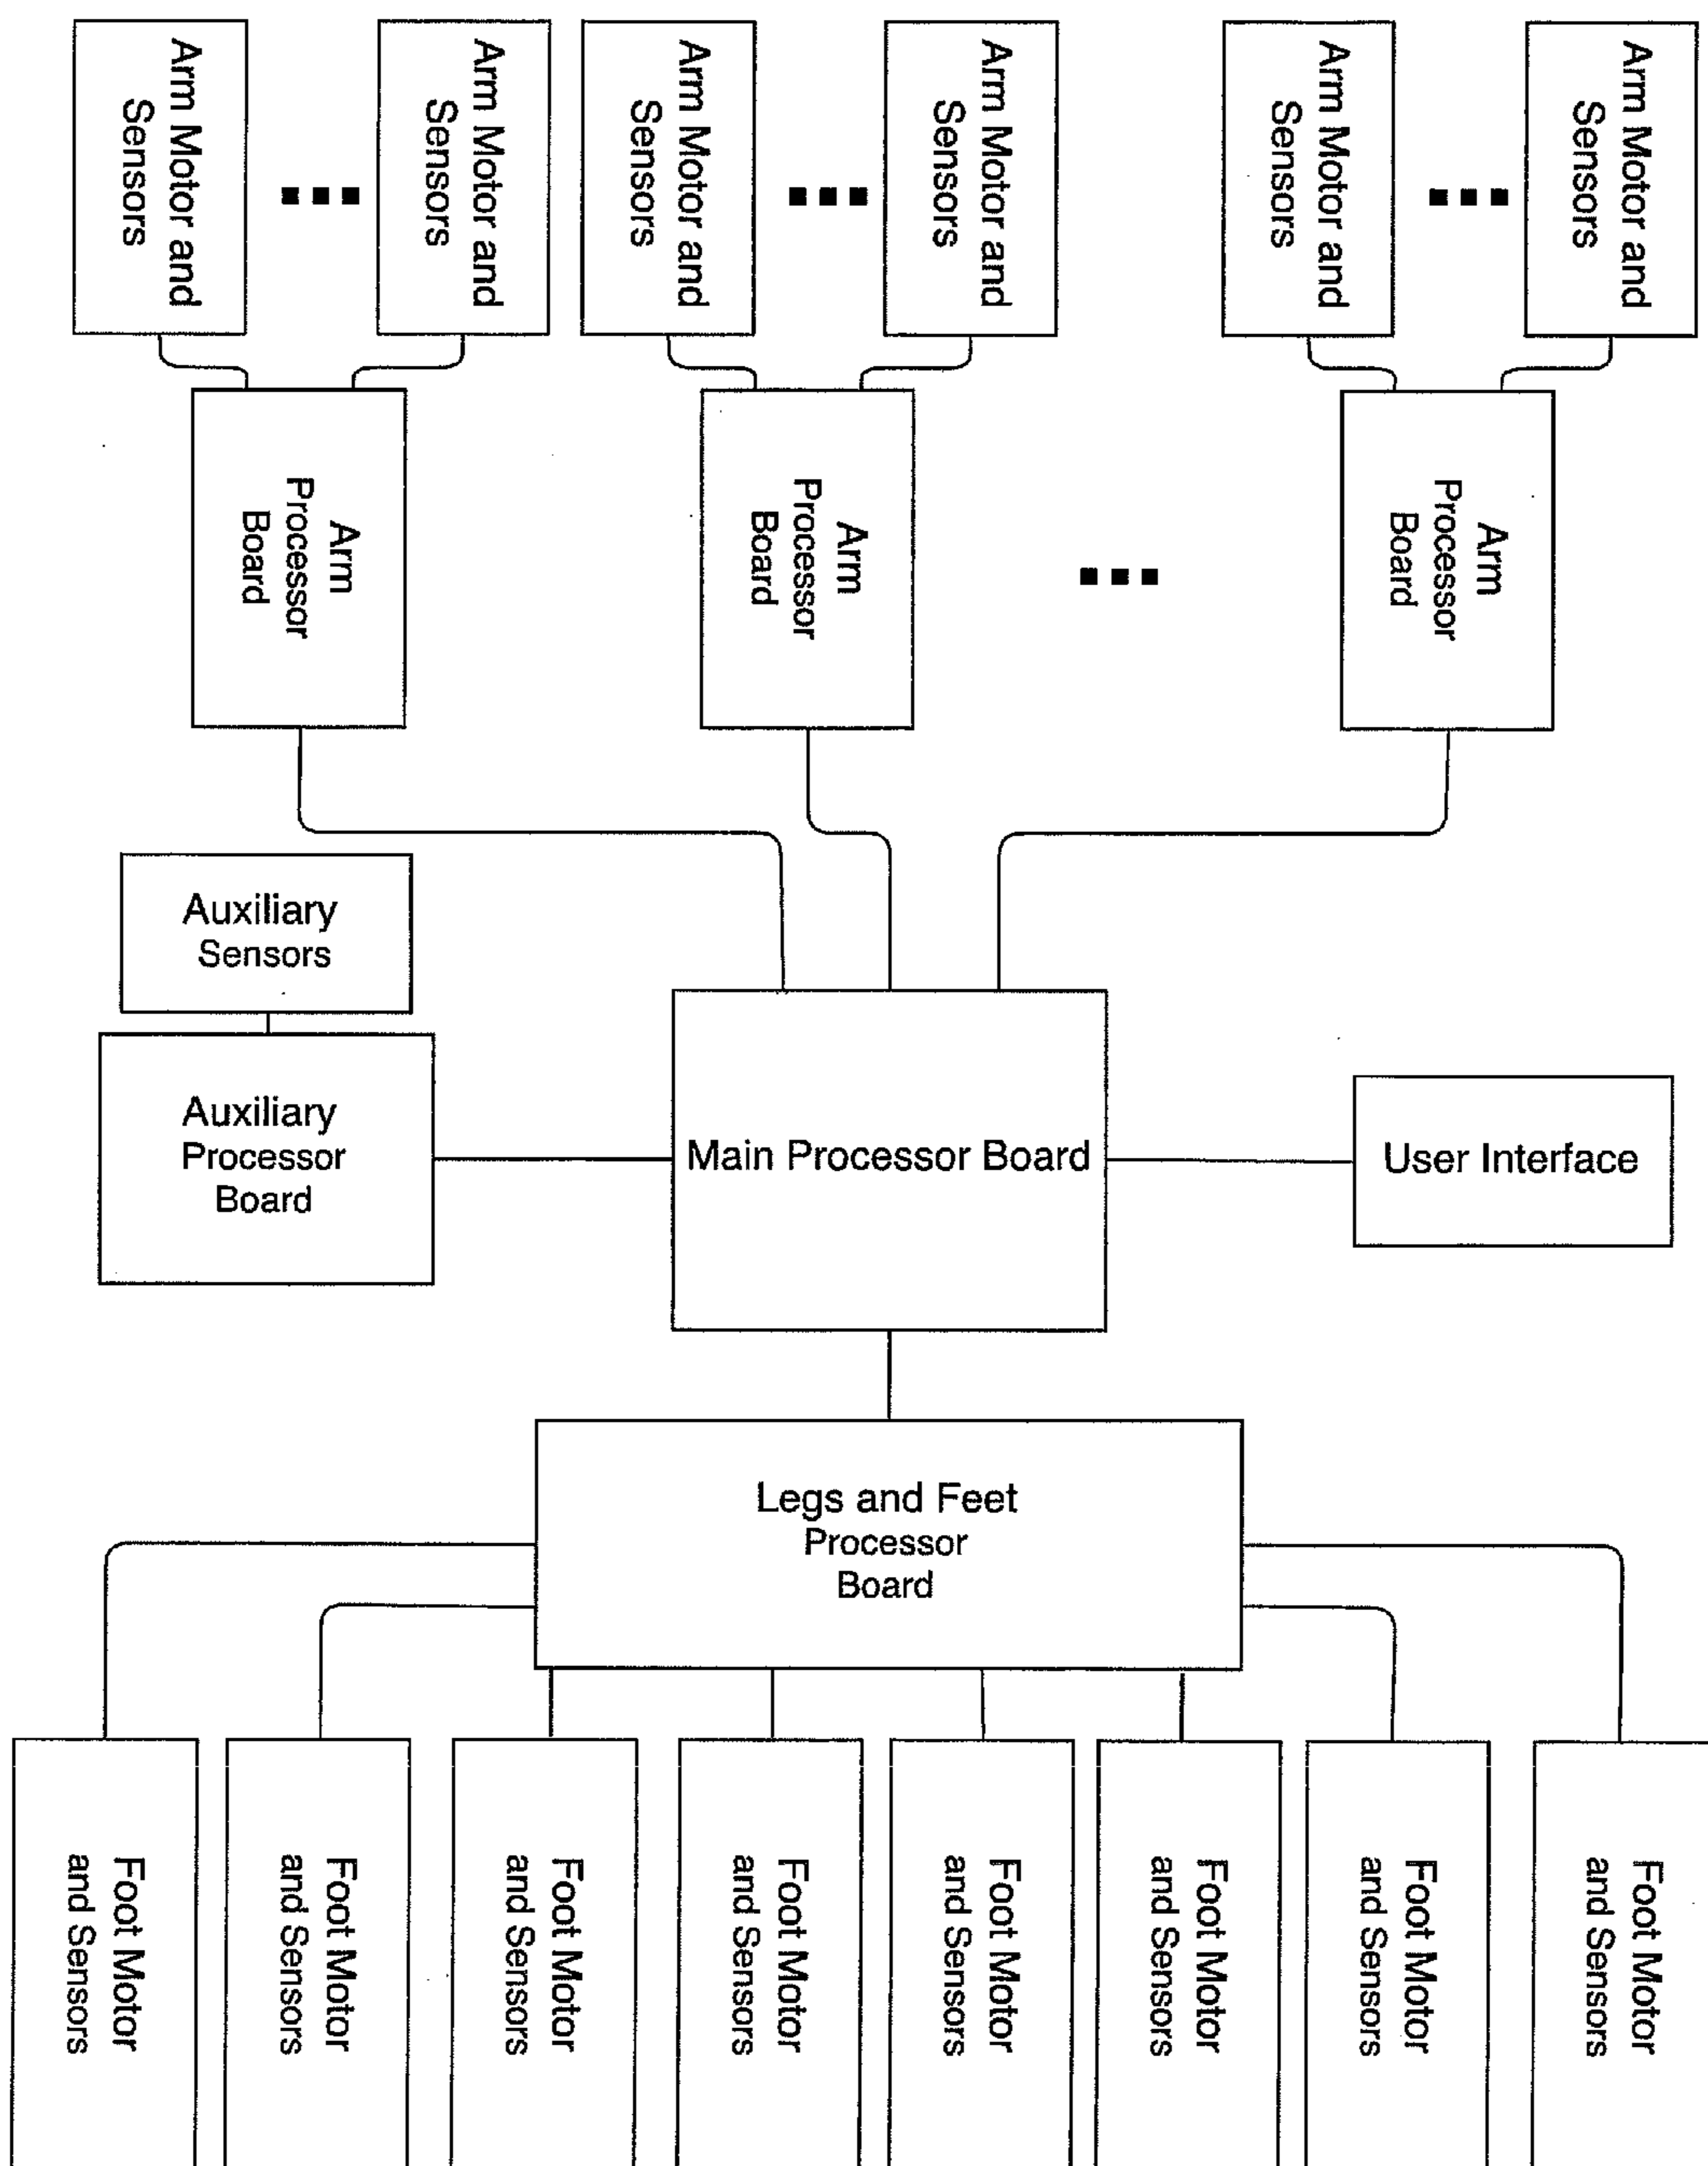 Arm Motor and
Sensors
Arm Motor and
Sensors
Arm Motor and
Sensors
Arm Motor and
Sensors
Arm Motor and
Sensors
Arm Motor and
Sensors
Arm
Processor
Board
Arm
Processor
Board
Arm
Processor
Board
Auxiliary
Sensors
Auxiliary
Processor
Board
Main Processor Board
User Interface
Legs and Feet
Processor
Board
Foot Motor
and Sensors
Foot Motor
and Sensors
Foot Motor
and Sensors
Foot Motor
and Sensors
Foot Motor
and Sensors
Foot Motor
and Sensors
Foot Motor
and Sensors
Foot Motor
and Sensors